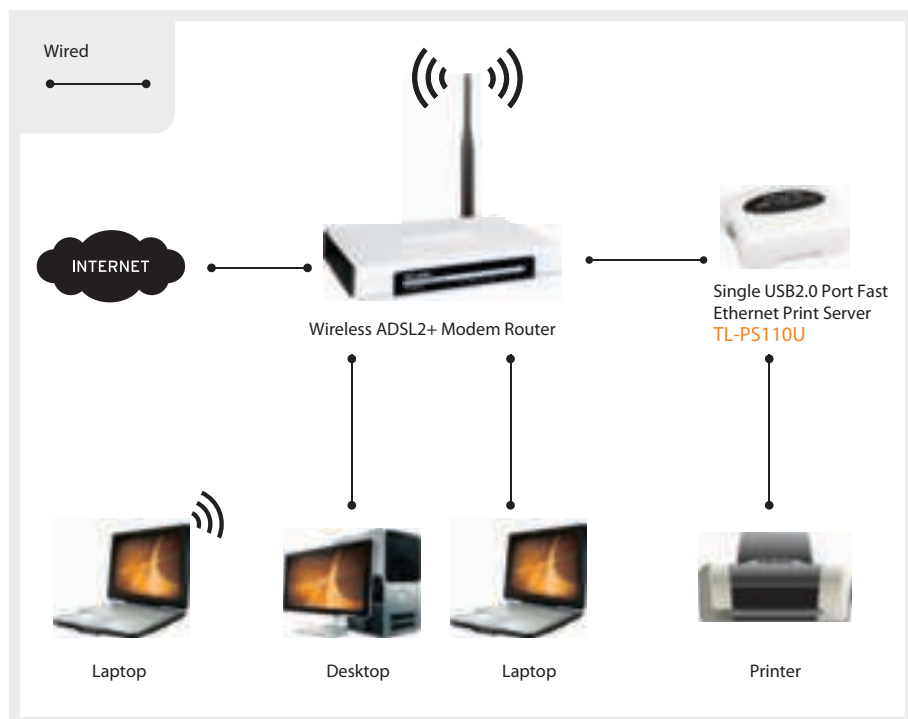 Wired
INTERNET
Wireless ADSL2+ Modem Router
Single USB2.0 Port Fast
Ethernet Print Server
TL-PS110U
Laptop
Desktop
Laptop
Printer